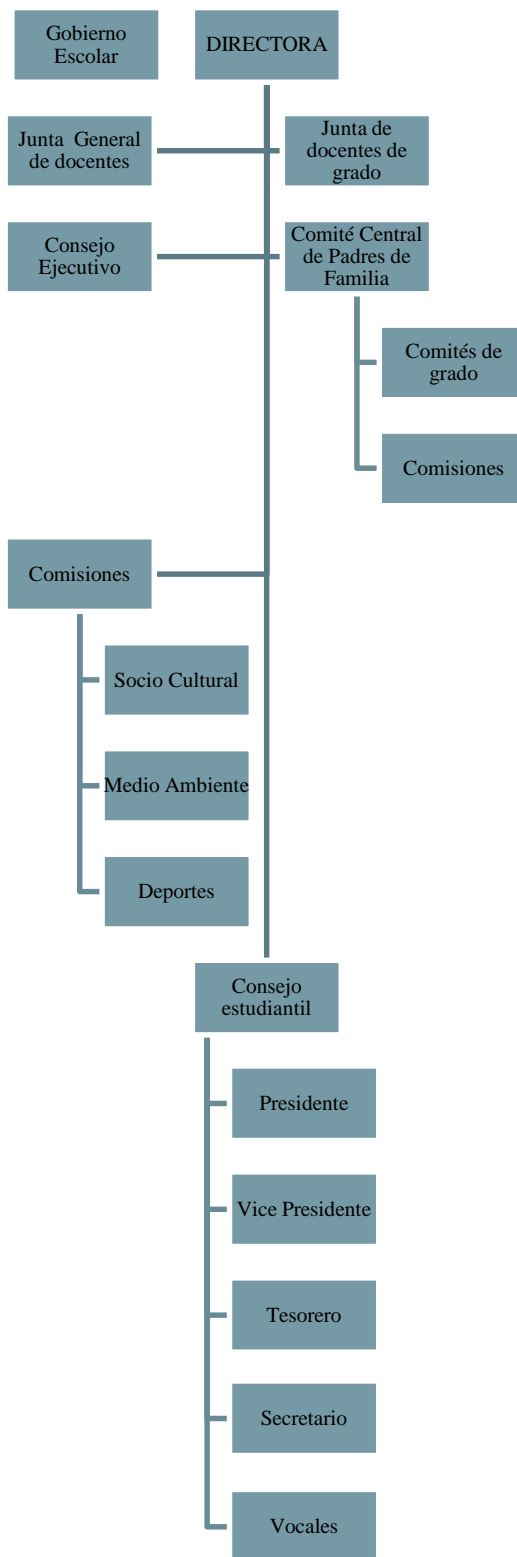 Gobierno
Escolar
DIRECTORA
Junta General
de docentes
Junta de
docentes de
grado
Consejo
Ejecutivo
Comité Central
de Padres de
Familia
Comités de
grado
Comisiones
Comisiones
Socio Cultural
Medio Ambiente
Deportes
Consejo
estudiantil
Presidente
Vice Presidente
Tesorero
Secretario
Vocales